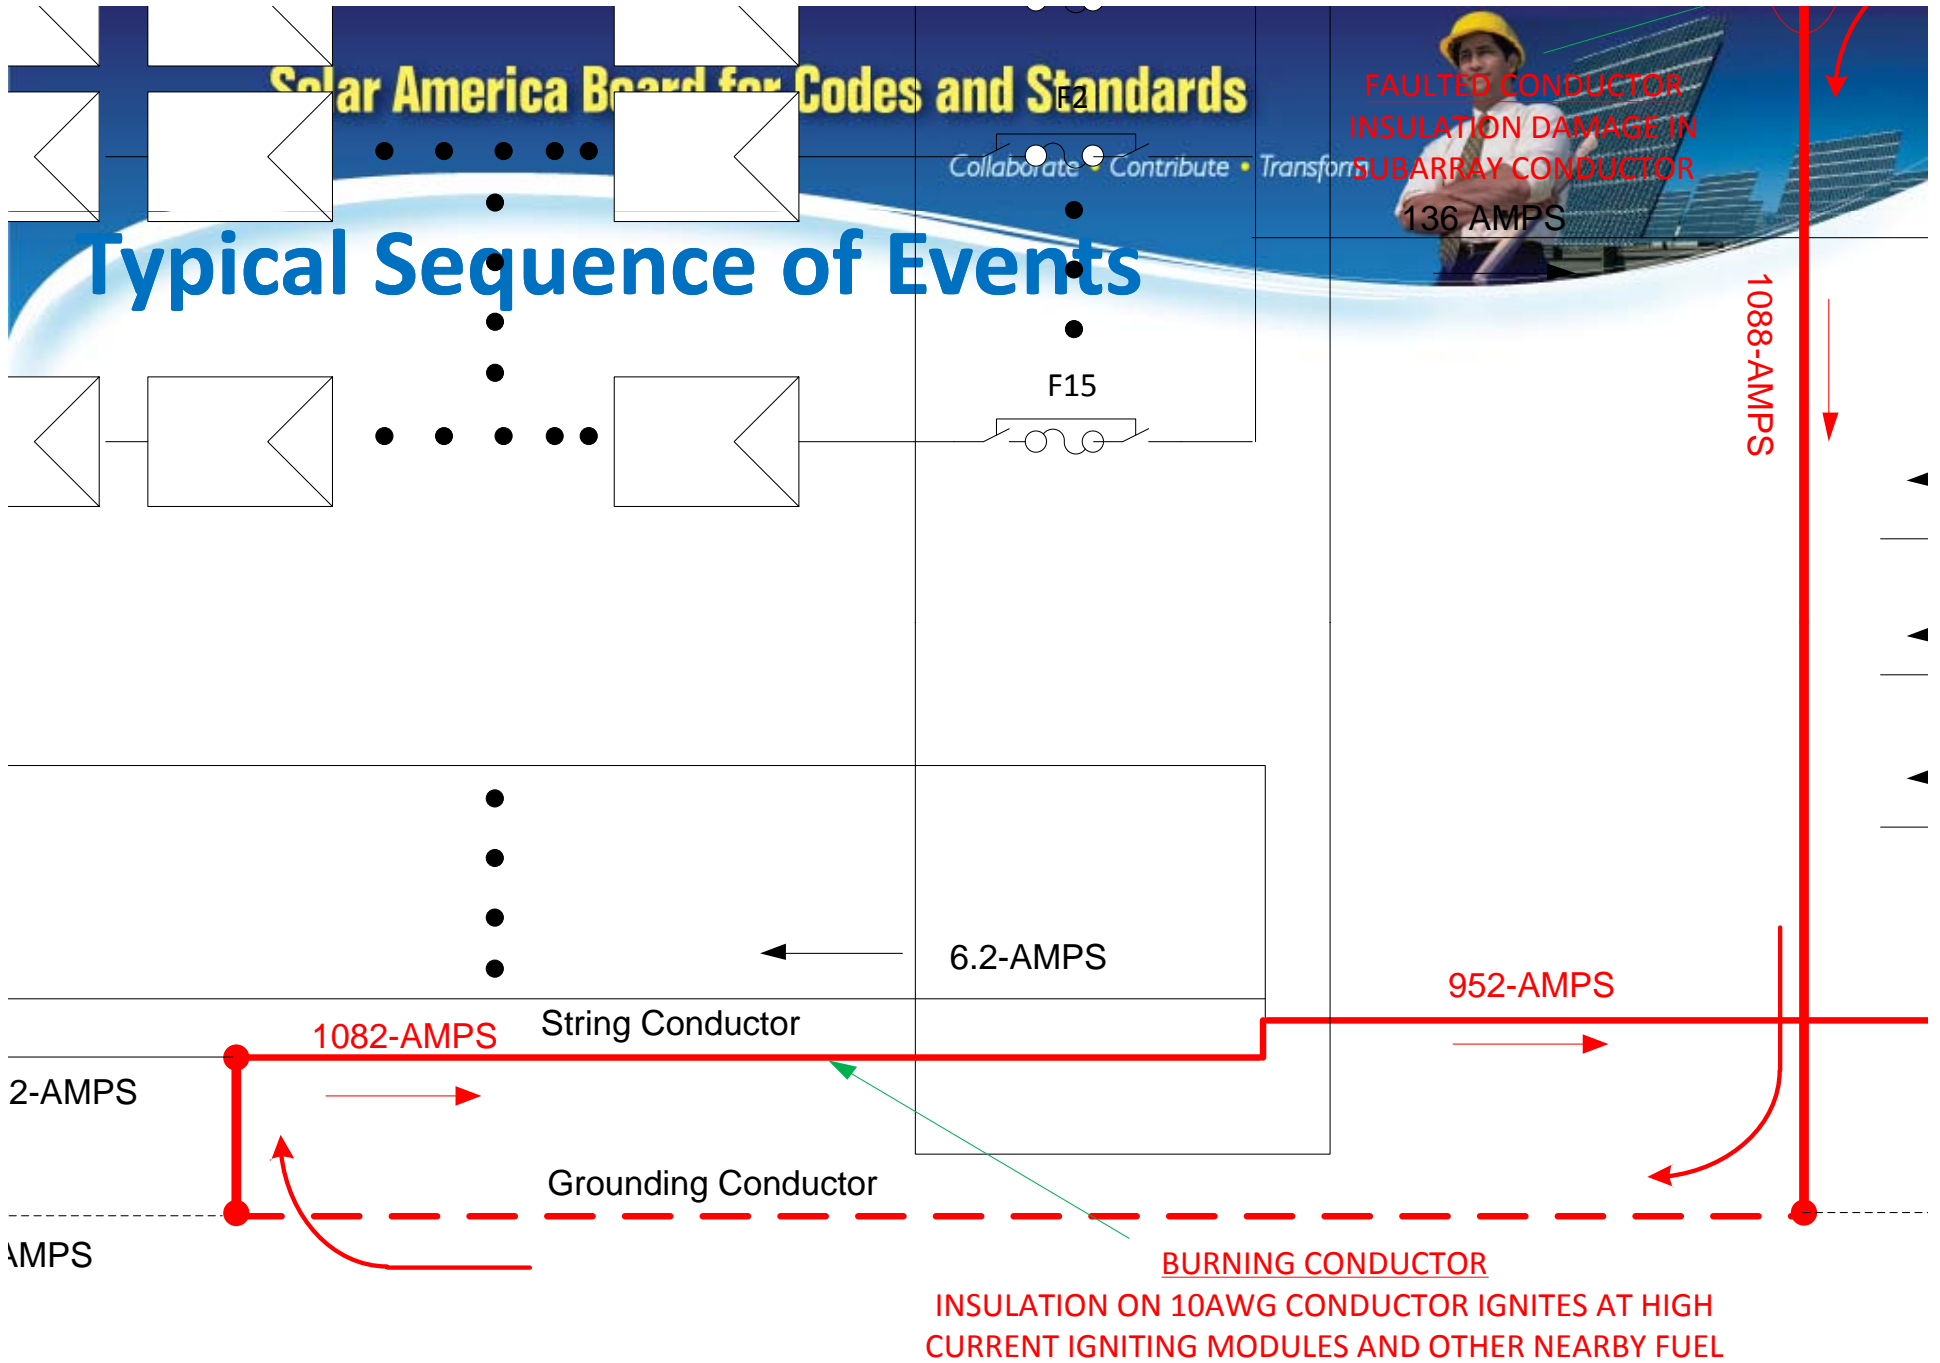 Solar America Board for Codes and Standards
F2
Collaborate • Contribute • Transform
FAULTED CONDUCTOR
INSULATION DAMAGE IN
SUBARRAY CONDUCTOR
136 AMPS
Typical Sequence of Events
1088-AMPS
F15
6.2-AMPS
952-AMPS
String Conductor
1082-AMPS
2-AMPS
Grounding Conductor
AMPS
BURNING CONDUCTOR
INSULATION ON 10AWG CONDUCTOR IGNITES AT HIGH
CURRENT IGNITING MODULES AND OTHER NEARBY FUEL